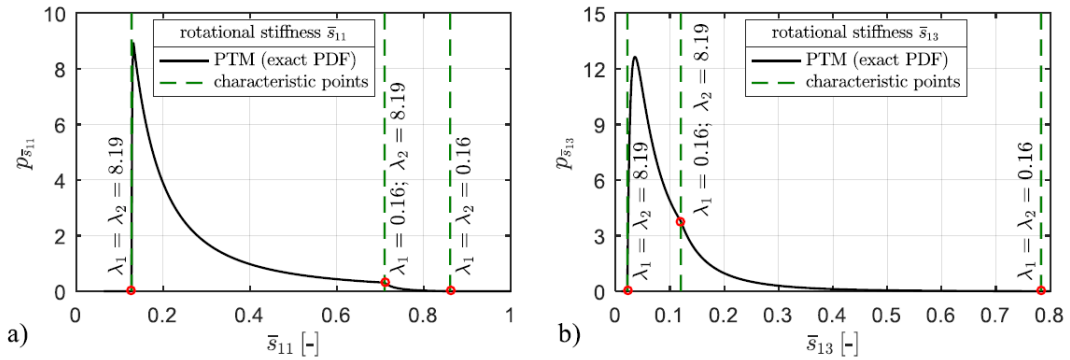 rotational stiffness s̅₁₁
PTM (exact PDF)
characteristic points
10
8
6
4
2
0
p_s̅₁₁
λ₁ = λ₂ = 8.19
λ₁ = 0.16; λ₂ = 8.19
λ₁ = λ₂ = 0.16
0
0.2
0.4
0.6
0.8
1
s̅₁₁ [-]
a)
rotational stiffness s̅₁₃
PTM (exact PDF)
characteristic points
15
12
9
6
3
0
p_s̅₁₃
λ₁ = λ₂ = 8.19
λ₁ = 0.16; λ₂ = 8.19
λ₁ = λ₂ = 0.16
0
0.1
0.2
0.3
0.4
0.5
0.6
0.7
0.8
s̅₁₃ [-]
b)